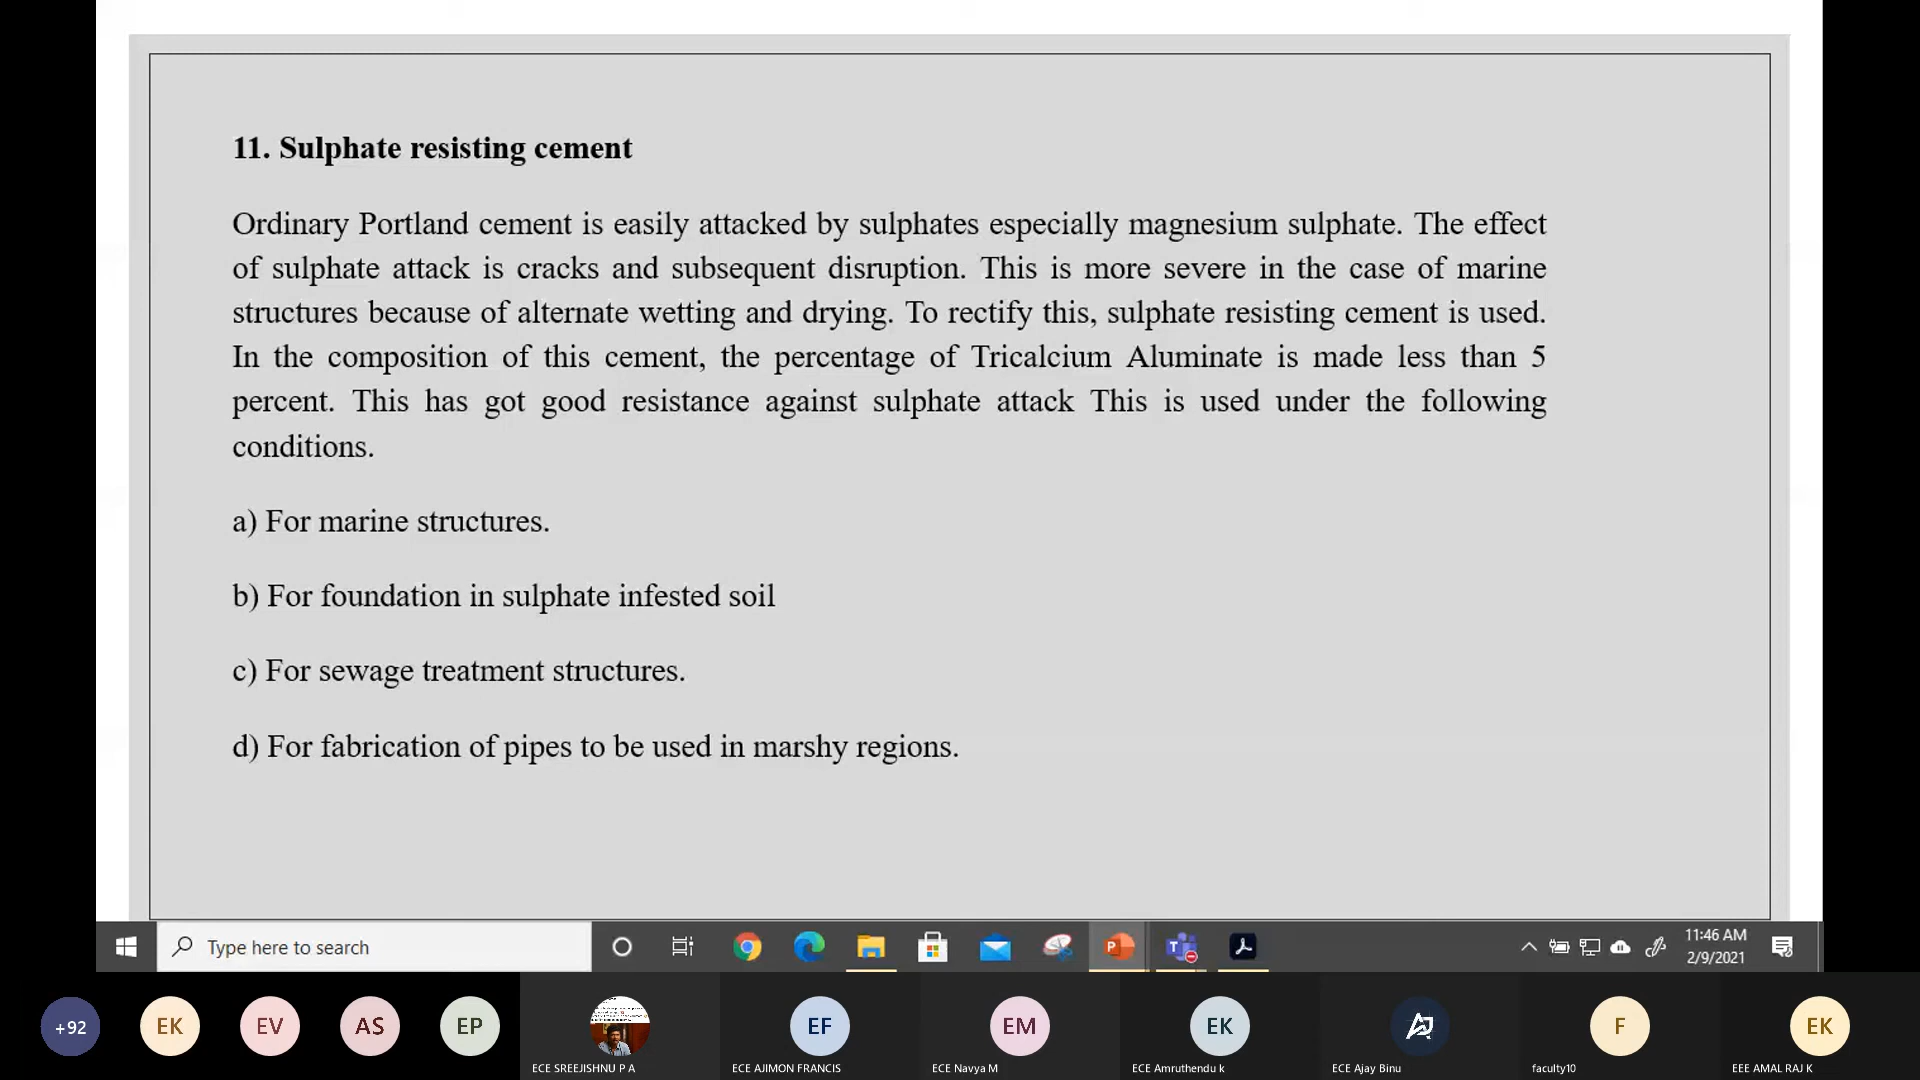 11. Sulphate resisting cement
Ordinary Portland cement is easily attacked by sulphates especially magnesium sulphate. The effect
of sulphate attack is cracks and subsequent disruption. This is more severe in the case of marine
structures because of alternate wetting and drying. To rectify this, sulphate resisting cement is used.
In the composition of this cement, the percentage of Tricalcium Aluminate is made less than 5
percent. This has got good resistance against sulphate attack This is used under the following
conditions.
a) For marine structures.
b) For foundation in sulphate infested soil
c) For sewage treatment structures.
d) For fabrication of pipes to be used in marshy regions.
Type here to search
11:46 AM
2/9/2021
+92
EK
EV
AS
EP
EF
EM
EK
F
EK
ECE SREEJISHNU P A
ECE AJIMON FRANCIS
ECE Navya M
ECE Amruthendu k
ECE Ajay Binu
faculty10
EEE AMAL RAJ K